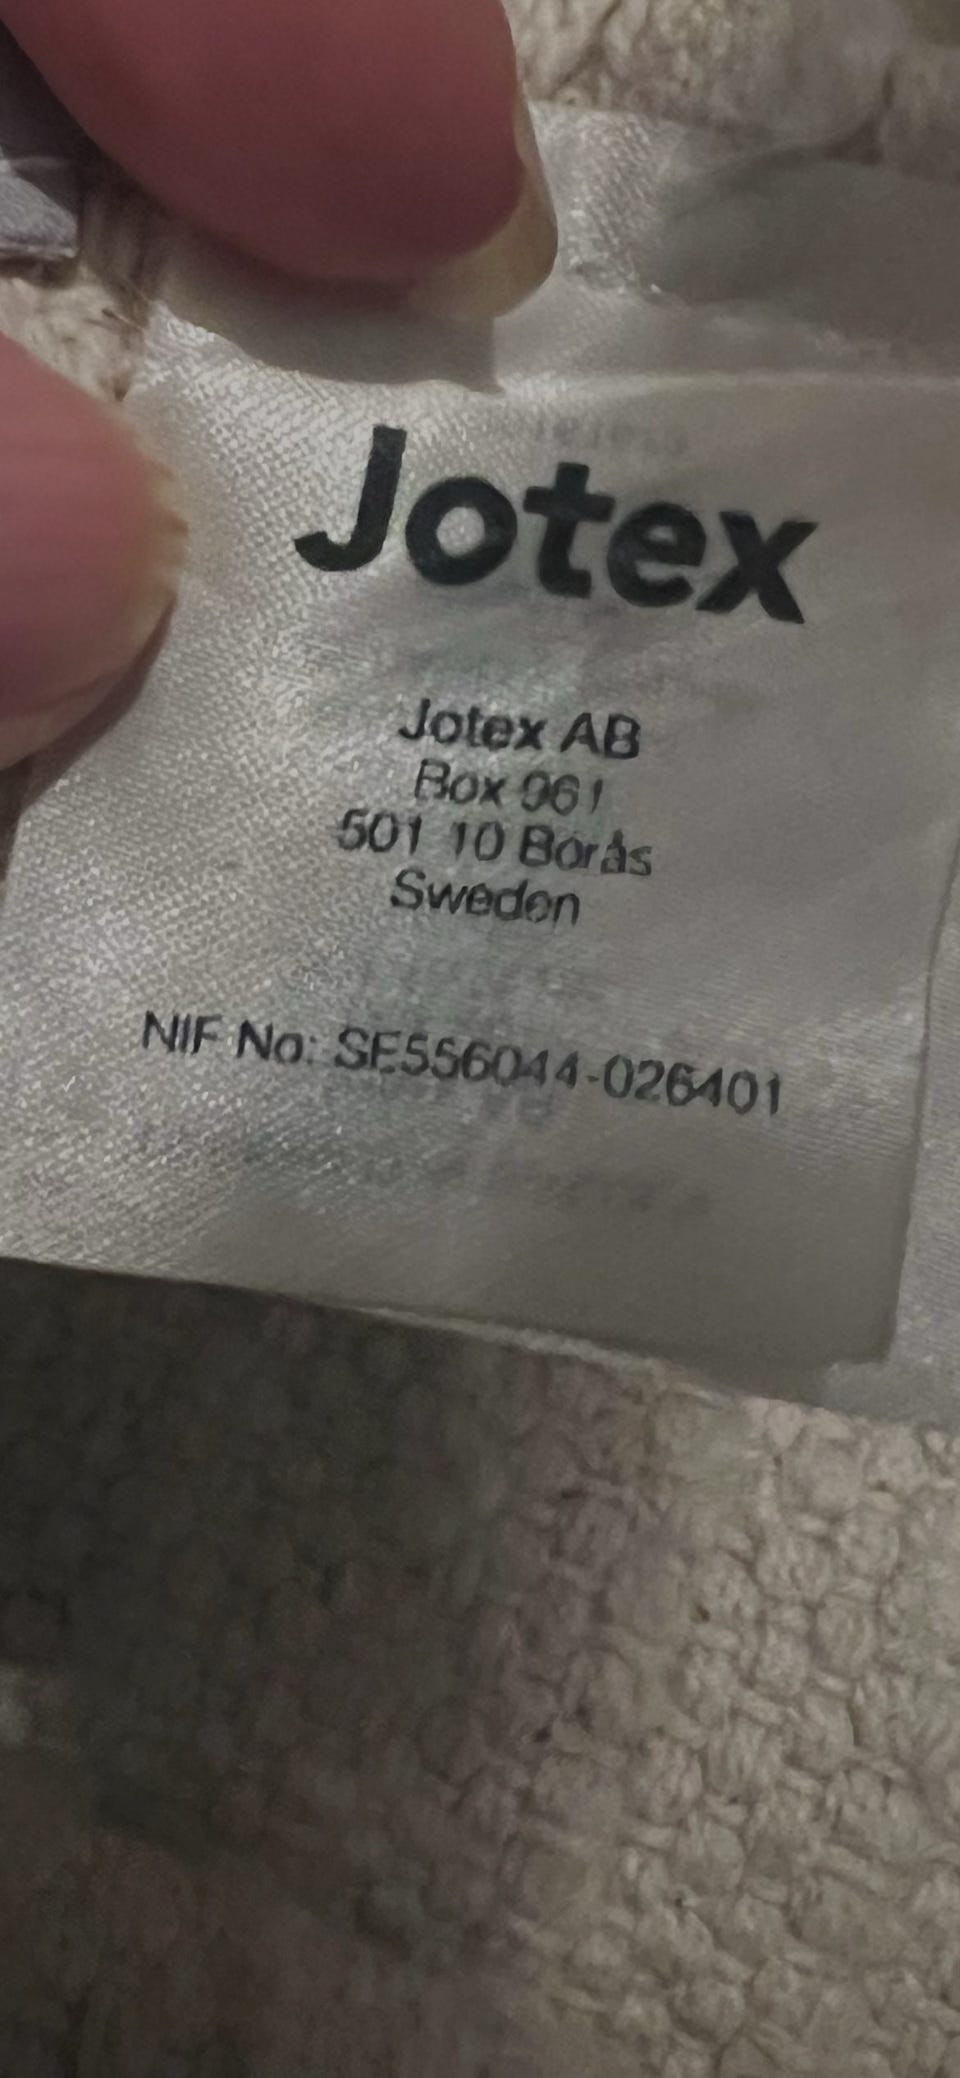 Jotex
Jotex AB
Box 961
501 10 Borås
Sweden
NIF No: SE556044-026401